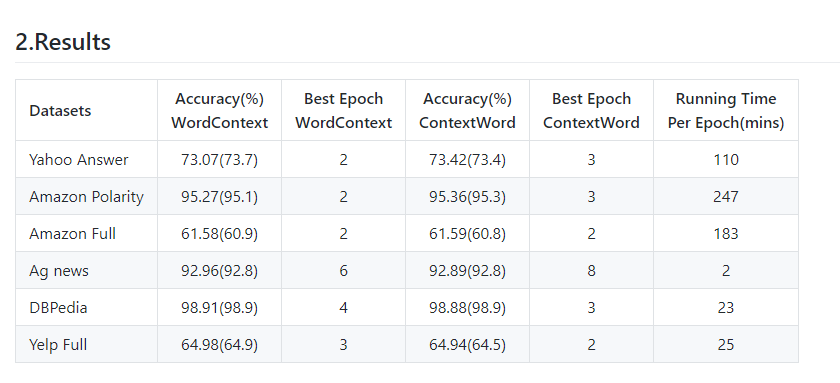 2.Results
Datasets Accuracy(%) WordContext Best Epoch WordContext Accuracy(%) ContextWord Best Epoch ContextWord Running Time Per Epoch(mins)
Yahoo Answer 73.07(73.7) 2 73.42(73.4) 3 110
Amazon Polarity 95.27(95.1) 2 95.36(95.3) 3 247
Amazon Full 61.58(60.9) 2 61.59(60.8) 2 183
Ag news 92.96(92.8) 6 92.89(92.8) 8 2
DBPedia 98.91(98.9) 4 98.88(98.9) 3 23
Yelp Full 64.98(64.9) 3 64.94(64.5) 2 25